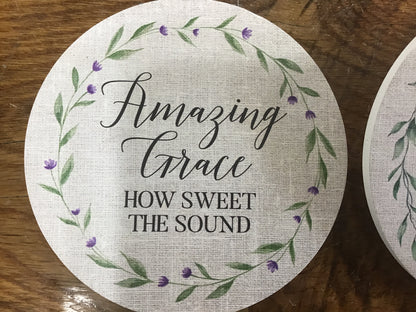 Amazing
Grace
HOW SWEET
THE SOUND